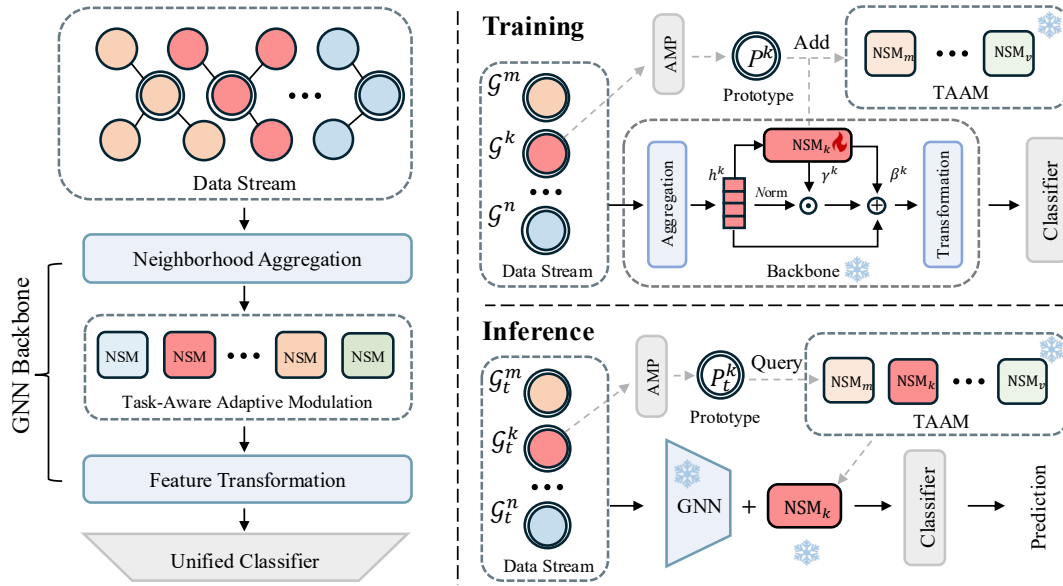 Data Stream
GNN Backbone
Neighborhood Aggregation
NSM NSM ••• NSM NSM
Task-Aware Adaptive Modulation
Feature Transformation
Unified Classifier
Training
𝒢^m
𝒢^k
𝒢^n
Data Stream
AMP
P^k
Prototype
Add
NSM_m ••• NSM_v
TAAM
Aggregation
h^k
Norm
NSM_k
γ^k
β^k
Transformation
Backbone
Classifier
Inference
𝒢_t^m
𝒢_t^k
𝒢_t^n
Data Stream
AMP
P_t^k
Prototype
Query
NSM_m NSM_k ••• NSM_v
TAAM
GNN
+
NSM_k
Classifier
Prediction